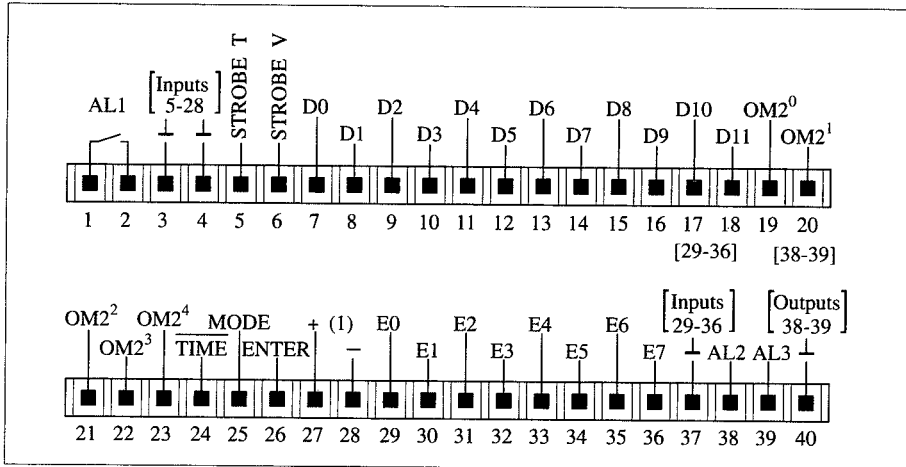 AL1 [Inputs 5-28] STROBE T STROBE V
D0 D2 D4 D6 D8 D10 OM2⁰
D1 D3 D5 D7 D9 D11 OM2¹
1 2 3 4 5 6 7 8 9 10 11 12 13 14 15 16 17 18 19 20
[29-36] [38-39]
[Inputs 29-36] [Outputs 38-39]
OM2² OM2⁴ MODE + (1) E0 E2 E4 E6
OM2³ TIME ENTER − E1 E3 E5 E7 AL2 AL3
21 22 23 24 25 26 27 28 29 30 31 32 33 34 35 36 37 38 39 40